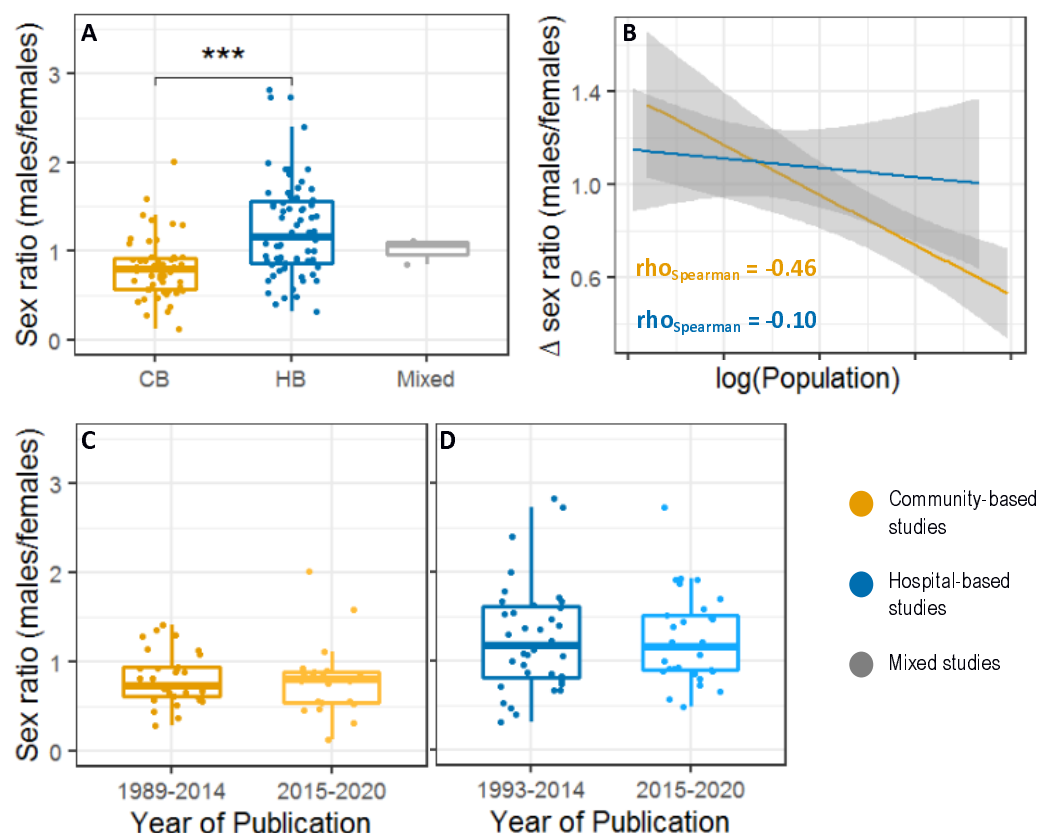 A
***
Sex ratio (males/females)
3
2
1
0
CB
HB
Mixed
B
Δ sex ratio (males/females)
1.4
1.0
0.6
rhoSpearman = -0.46
rhoSpearman = -0.10
log(Population)
C
Sex ratio (males/females)
3
2
1
0
1989-2014
2015-2020
Year of Publication
D
1993-2014
2015-2020
Year of Publication
Community-based
studies
Hospital-based
studies
Mixed studies